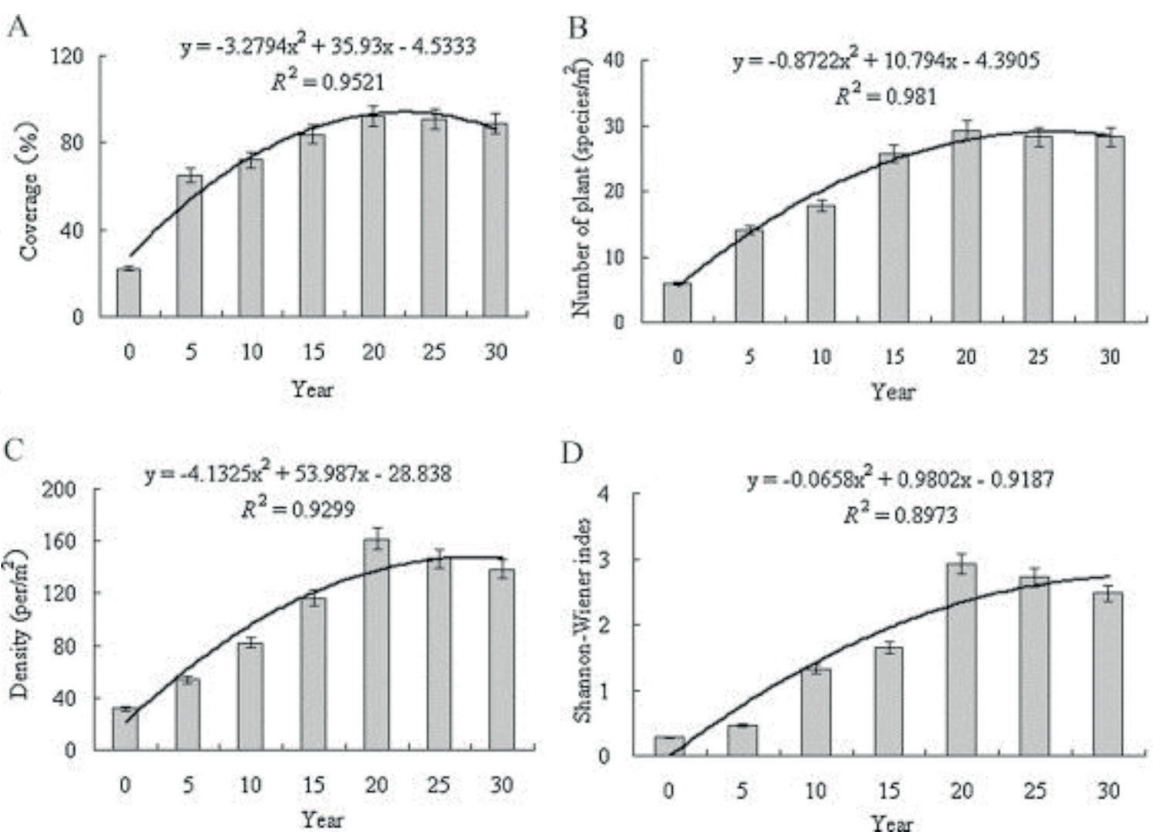 A
y = -3.2794x² + 35.93x - 4.5333
R² = 0.9521
120
80
40
0
Coverage (%)
0 5 10 15 20 25 30
Year
B
y = -0.8722x² + 10.794x - 4.3905
R² = 0.981
40
30
20
10
0
Number of plant (species/m²)
0 5 10 15 20 25 30
Year
C
y = -4.1325x² + 53.987x - 28.838
R² = 0.9299
200
160
120
80
40
0
Density (per/m²)
0 5 10 15 20 25 30
Year
D
y = -0.0658x² + 0.9802x - 0.9187
R² = 0.8973
4
3
2
1
0
Shannon-Wiener indes
0 5 10 15 20 25 30
Year